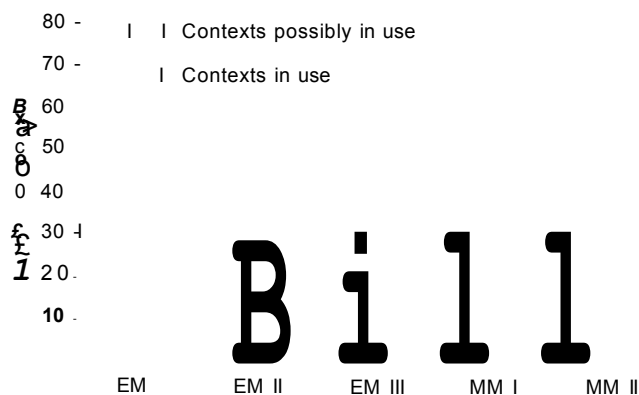 80 -
I I Contexts possibly in use
70 -
I Contexts in use
60
50
0 40
30 -I
20 -
10 -
Bill
EM EM II EM III MM I MM II